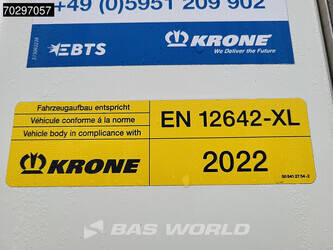 70297057
+49 (0)5951 209 902
EBTS
KRONE
We Deliver the Future
Fahrzeugaufbau entspricht
Véhicule conforme á la norme
Vehicle body in compliance with
EN 12642-XL
KRONE
2022
BAS WORLD